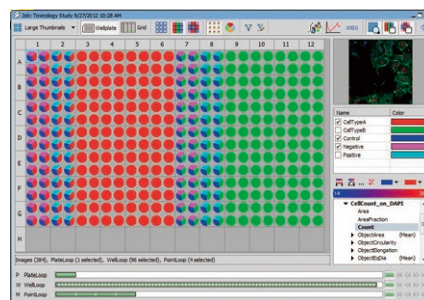 Job: Toxicology Study 9/27/2012 10:28 AM
Large Thumbnails Wellplate Grid JOBS
1 2 3 4 5 6 7 8 9 10 11 12
A
B
C
D
E
F
G
H
Name Color
CellTypeA
CellTypeB
Control
Negative
Positive
CellCount_on_DAPI
Area
AreaFraction
Count
ObjectArea (Mean)
ObjectCircularity
ObjectElongation
ObjectEqDia (Mean)
Images (384), PlateLoop (1 selected), WellLoop (96 selected), PointLoop (4 selected)
P PlateLoop
W WellLoop
M PointLoop